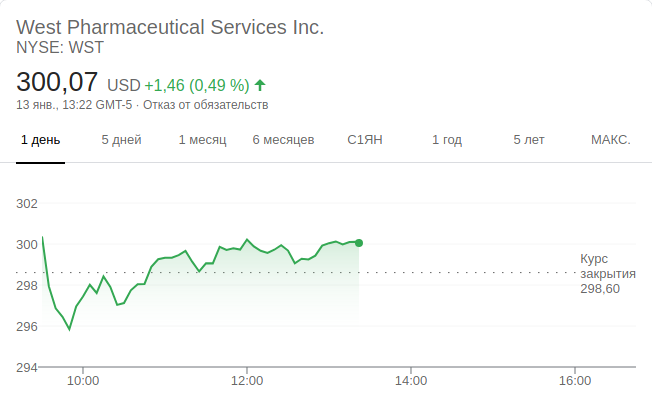 West Pharmaceutical Services Inc.
NYSE: WST
300,07 USD +1,46 (0,49 %)
13 янв., 13:22 GMT-5 · Отказ от обязательств
1 день 5 дней 1 месяц 6 месяцев С1ЯН 1 год 5 лет МАКС.
302
300
Курс
закрытия
298,60
298
296
294
10:00 12:00 14:00 16:00